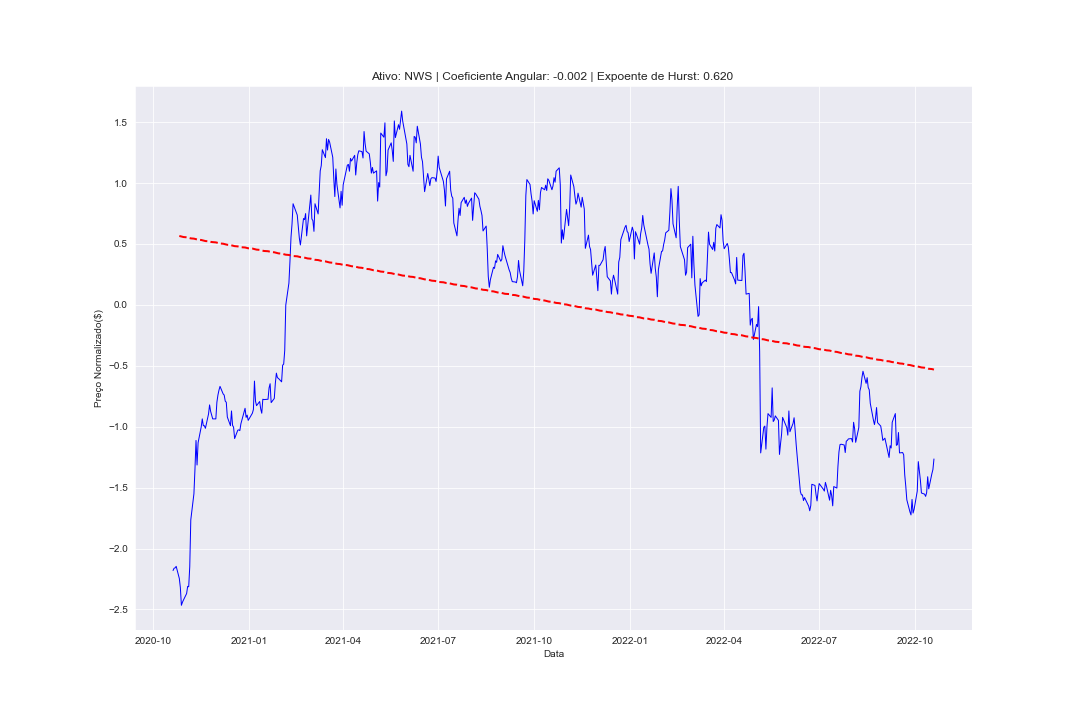 Ativo: NWS | Coeficiente Angular: -0.002 | Expoente de Hurst: 0.620
Preço Normalizado($)
1.5
1.0
0.5
0.0
−0.5
−1.0
−1.5
−2.0
−2.5
2020-10 2021-01 2021-04 2021-07 2021-10 2022-01 2022-04 2022-07 2022-10
Data